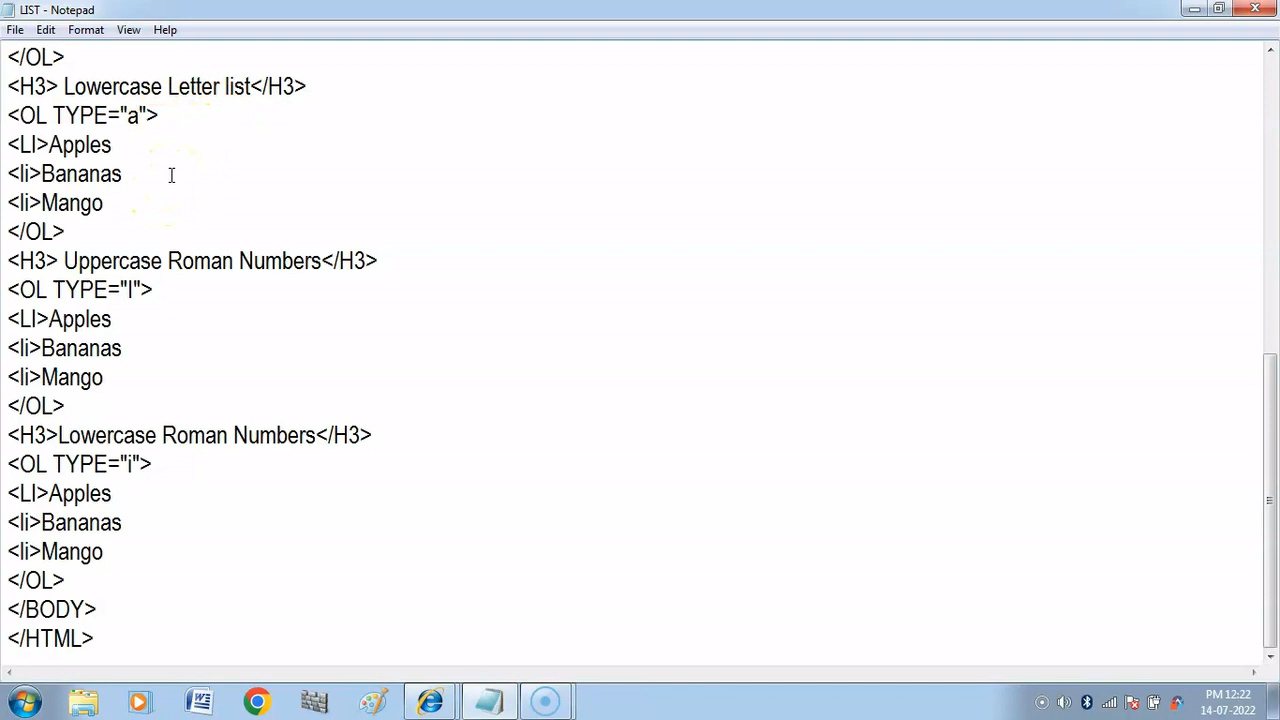 LIST - Notepad
File Edit Format View Help
</OL>
<H3> Lowercase Letter list</H3>
<OL TYPE="a">
<LI>Apples
<li>Bananas
<li>Mango
</OL>
<H3> Uppercase Roman Numbers</H3>
<OL TYPE="I">
<LI>Apples
<li>Bananas
<li>Mango
</OL>
<H3>Lowercase Roman Numbers</H3>
<OL TYPE="i">
<LI>Apples
<li>Bananas
<li>Mango
</OL>
</BODY>
</HTML>
PM 12:22
14-07-2022